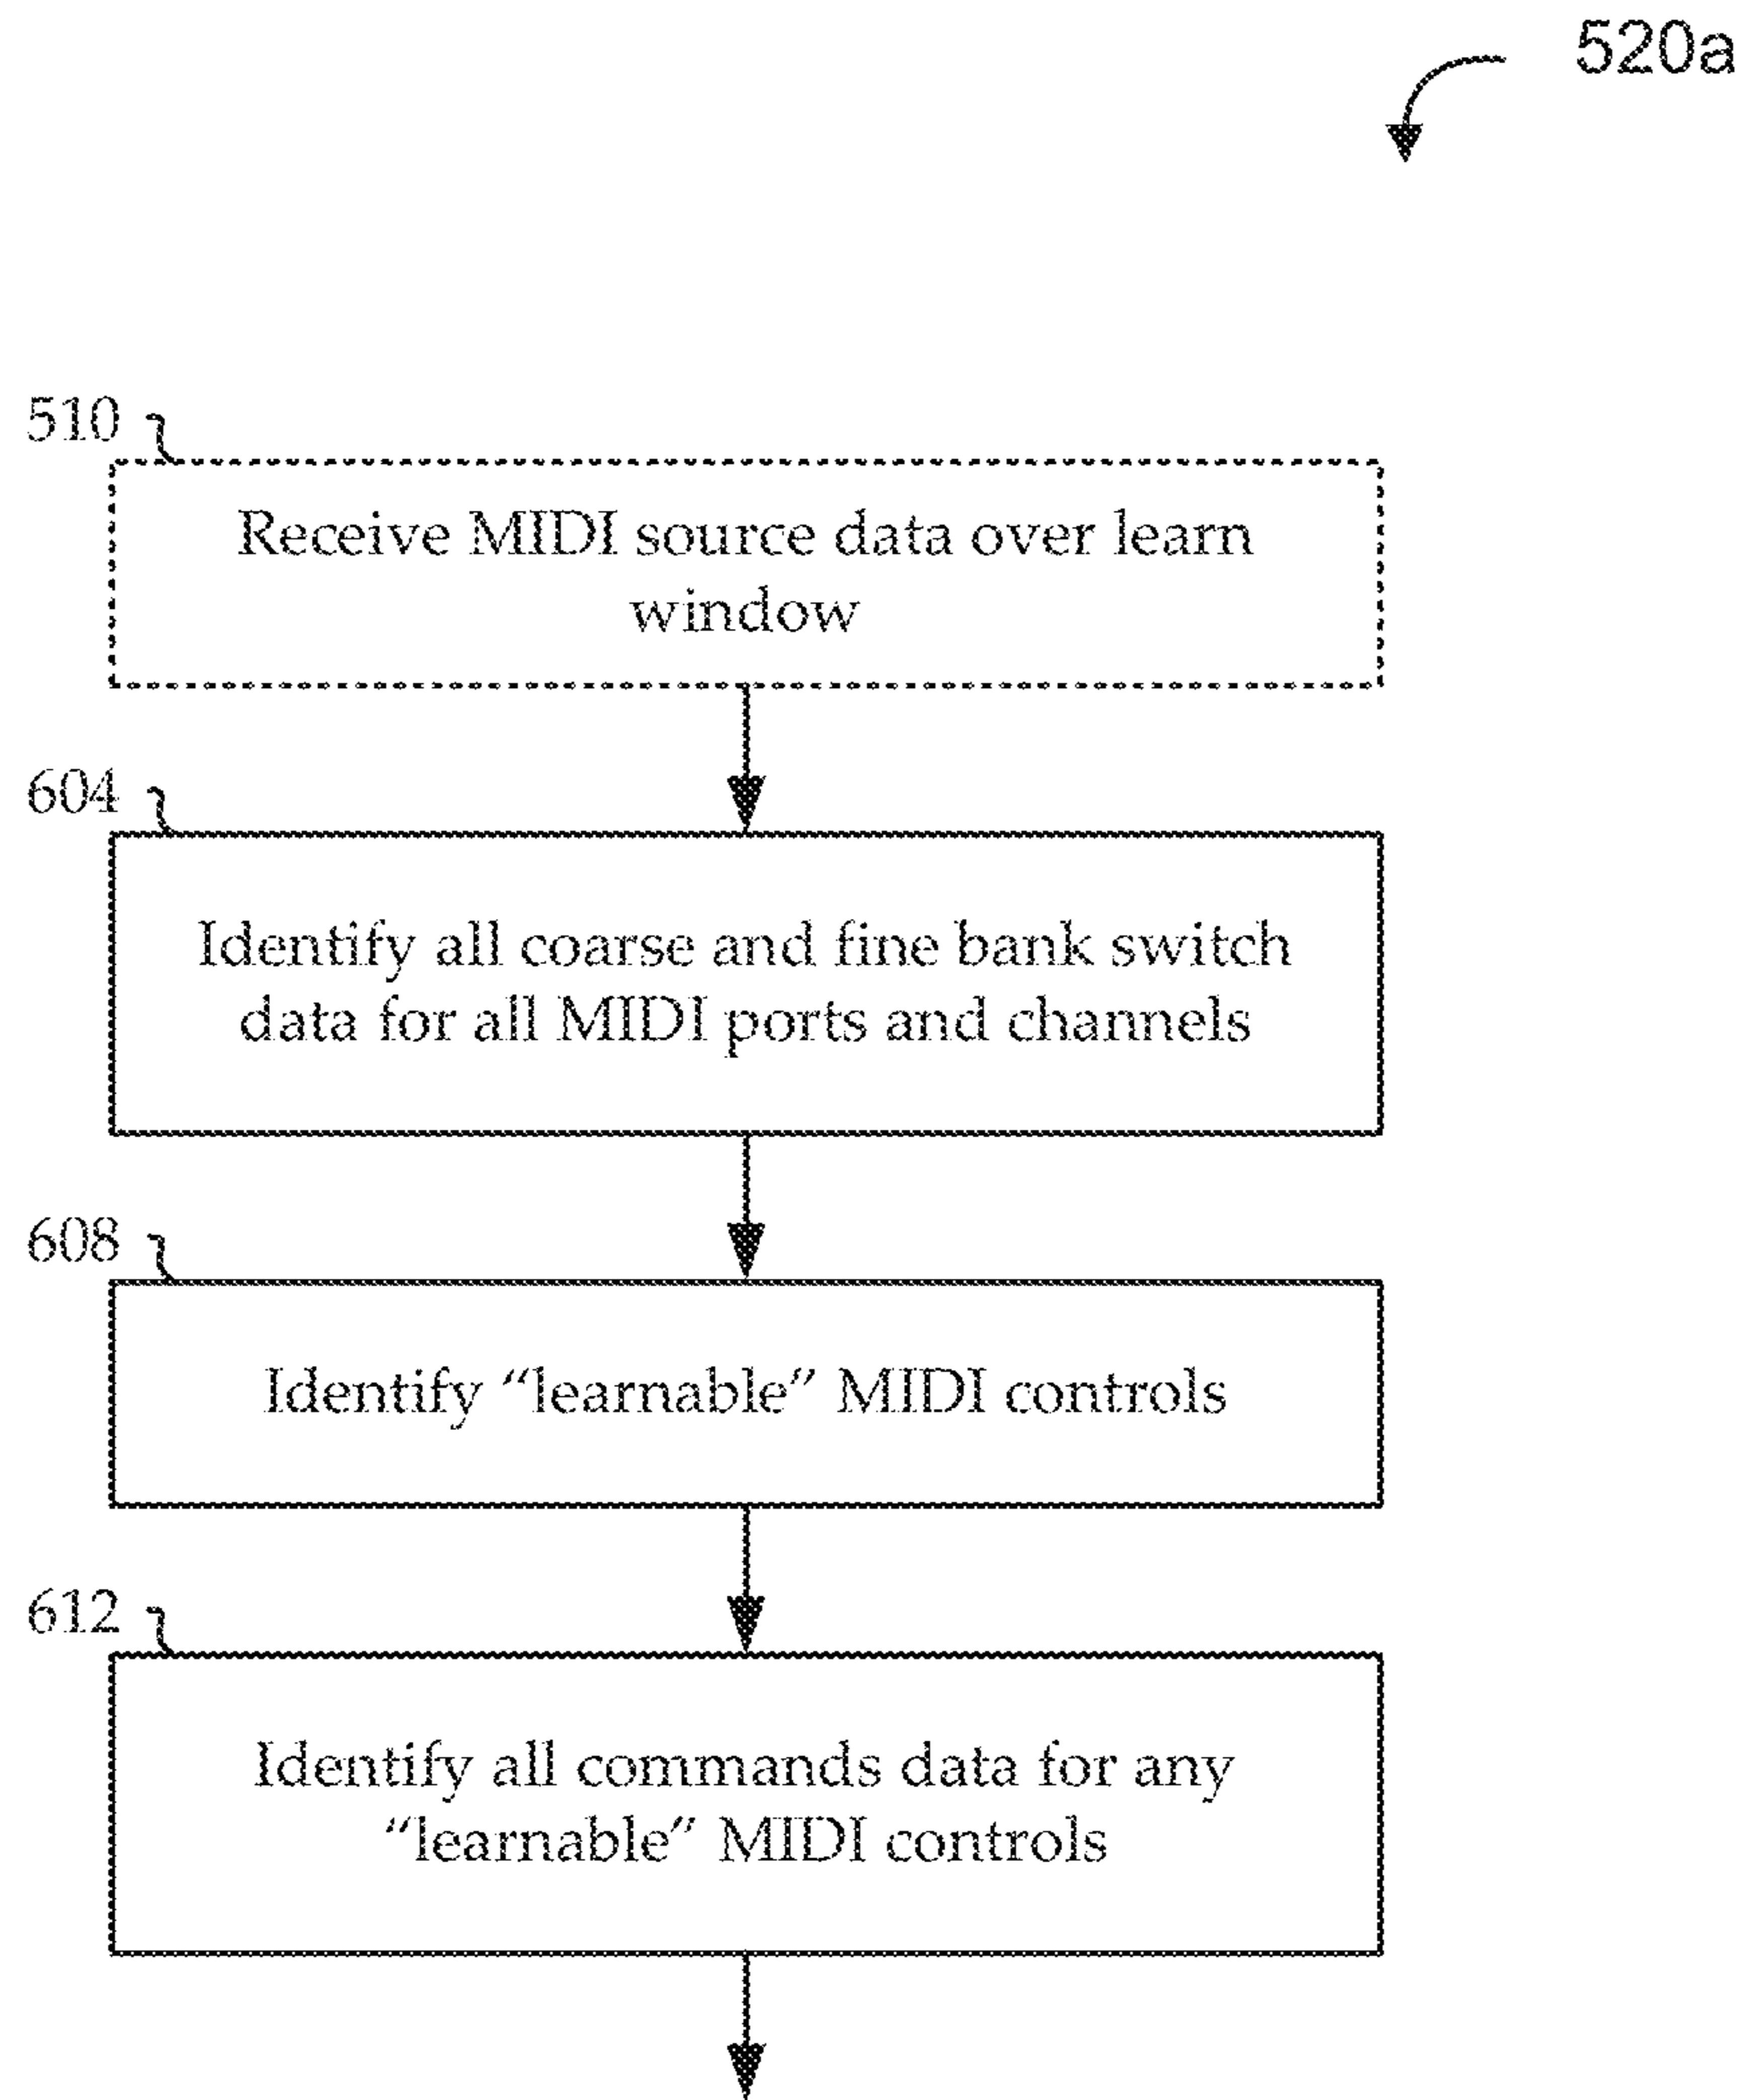 520a
510
Receive MIDI source data over learn
window
604
Identify all coarse and fine bank switch
data for all MIDI ports and channels
608
Identify “learnable” MIDI controls
612
Identify all commands data for any
“learnable” MIDI controls